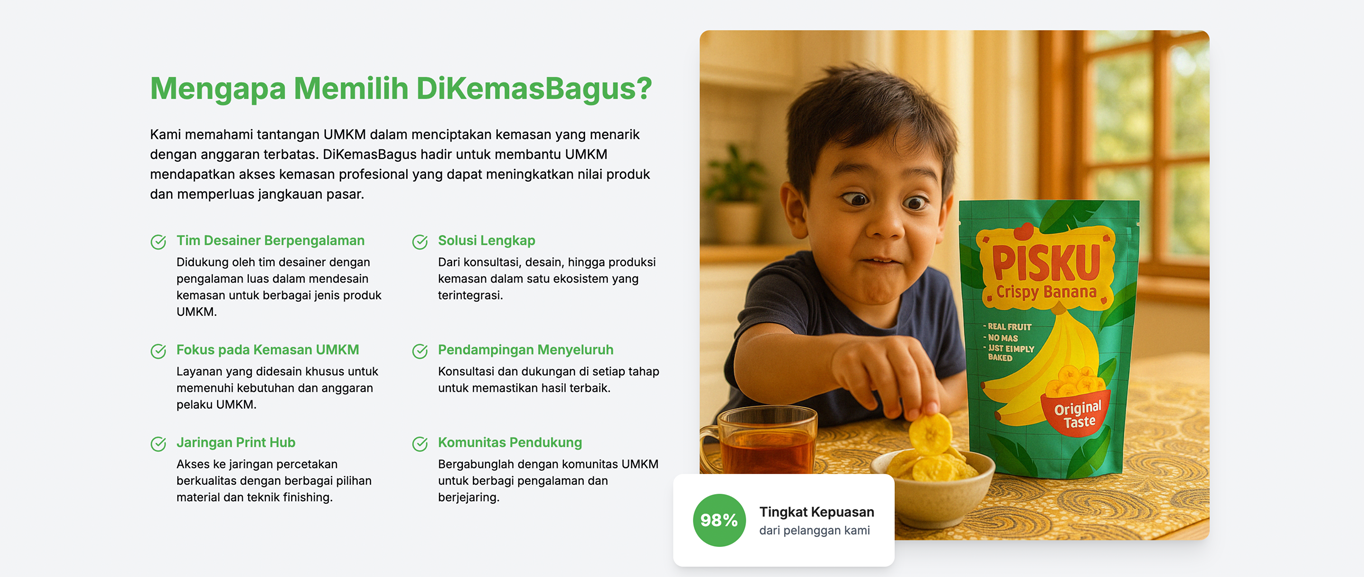 Mengapa Memilih DiKemasBagus?
Kami memahami tantangan UMKM dalam menciptakan kemasan yang menarik
dengan anggaran terbatas. DiKemasBagus hadir untuk membantu UMKM
mendapatkan akses kemasan profesional yang dapat meningkatkan nilai produk
dan memperluas jangkauan pasar.
Tim Desainer Berpengalaman
Didukung oleh tim desainer dengan
pengalaman luas dalam mendesain
kemasan untuk berbagai jenis produk
UMKM.
Solusi Lengkap
Dari konsultasi, desain, hingga produksi
kemasan dalam satu ekosistem yang
terintegrasi.
Fokus pada Kemasan UMKM
Layanan yang didesain khusus untuk
memenuhi kebutuhan dan anggaran
pelaku UMKM.
Pendampingan Menyeluruh
Konsultasi dan dukungan di setiap tahap
untuk memastikan hasil terbaik.
Jaringan Print Hub
Akses ke jaringan percetakan
berkualitas dengan berbagai pilihan
material dan teknik finishing.
Komunitas Pendukung
Bergabunglah dengan komunitas UMKM
untuk berbagi pengalaman dan
berjejaring.
PISKU
Crispy Banana
- REAL FRUIT
- NO MAS
- JJST EIMPLY
BAKED
Original
Taste
98%
Tingkat Kepuasan
dari pelanggan kami